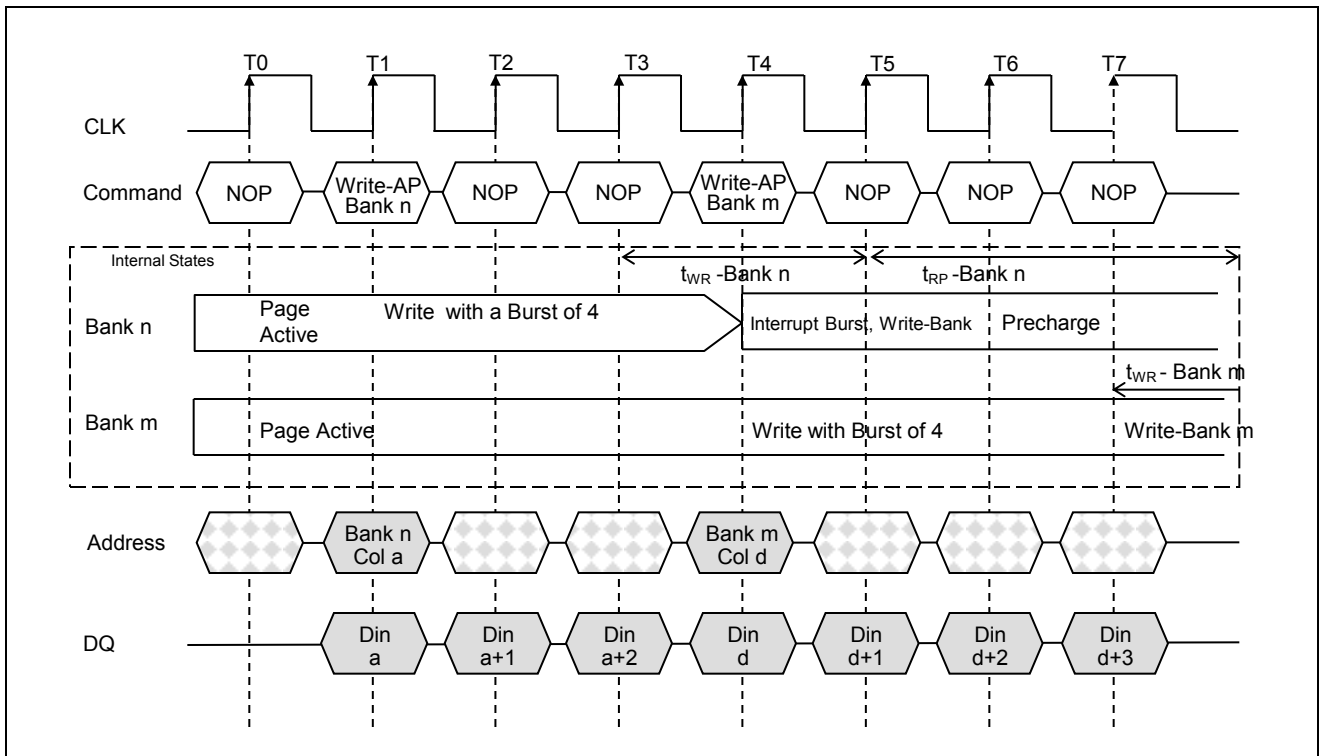 T0 T1 T2 T3 T4 T5 T6 T7
CLK
Command NOP Write-AP Bank n NOP NOP Write-AP Bank m NOP NOP NOP
Internal States
tWR -Bank n tRP -Bank n
Bank n Page Active Write with a Burst of 4 Interrupt Burst, Write-Bank Precharge
tWR - Bank m
Bank m Page Active Write with Burst of 4 Write-Bank m
Address Bank n Col a Bank m Col d
DQ Din a Din a+1 Din a+2 Din d Din d+1 Din d+2 Din d+3